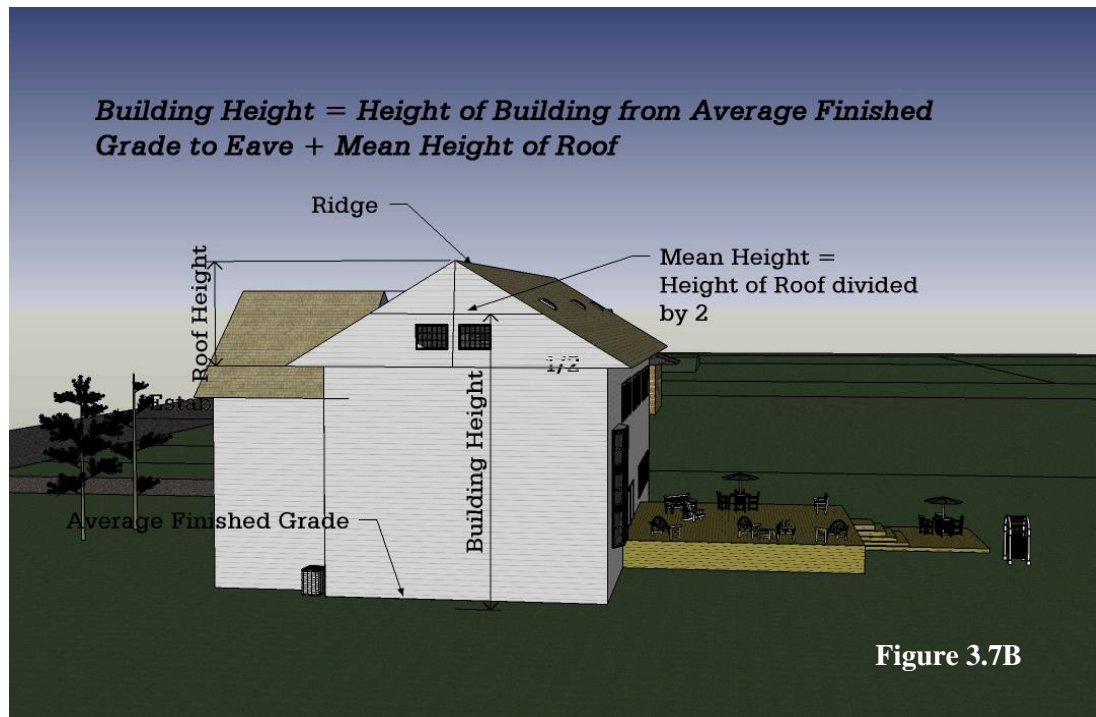 Building Height = Height of Building from Average Finished
Grade to Eave + Mean Height of Roof
Ridge
Mean Height =
Height of Roof divided
by 2
Roof Height
1/2
Building Height
Average Finished Grade
Figure 3.7B